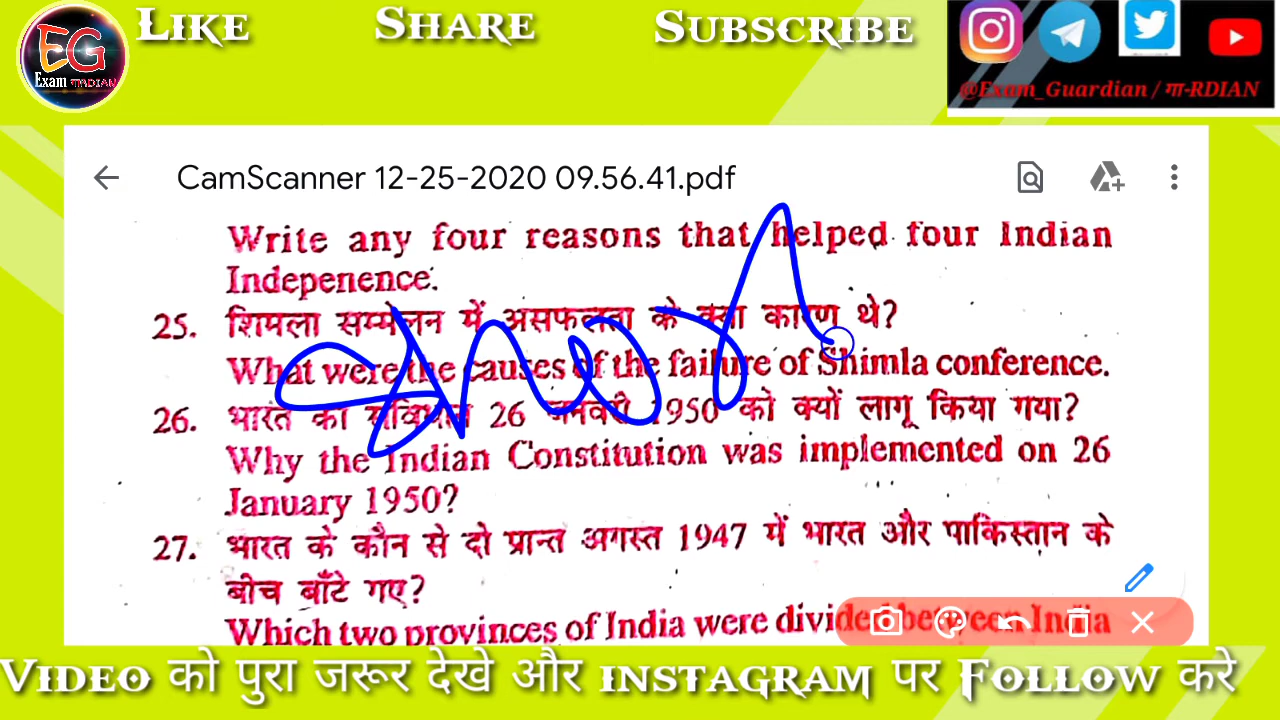 EG
Exam गाRDIAN
LIKE
SHARE
SUBSCRIBE
@Exam_Guardian / गा-RDIAN
CamScanner 12-25-2020 09.56.41.pdf
Write any four reasons that helped four Indian
Indepenence.
25. शिमला सम्मेलन में असफलता के क्या कारण थे?
What were the causes of the failure of Shimla conference.
26. भारत का संविधान 26 जनवरी 1950 को क्यों लागू किया गया?
Why the Indian Constitution was implemented on 26
January 1950?
27. भारत के कौन से दो प्रान्त अगस्त 1947 में भारत और पाकिस्तान के
बीच बाँटे गए?
Which two provinces of India were divided between India
VIDEO को पुरा जरूर देखे और INSTAGRAM पर FOLLOW करे